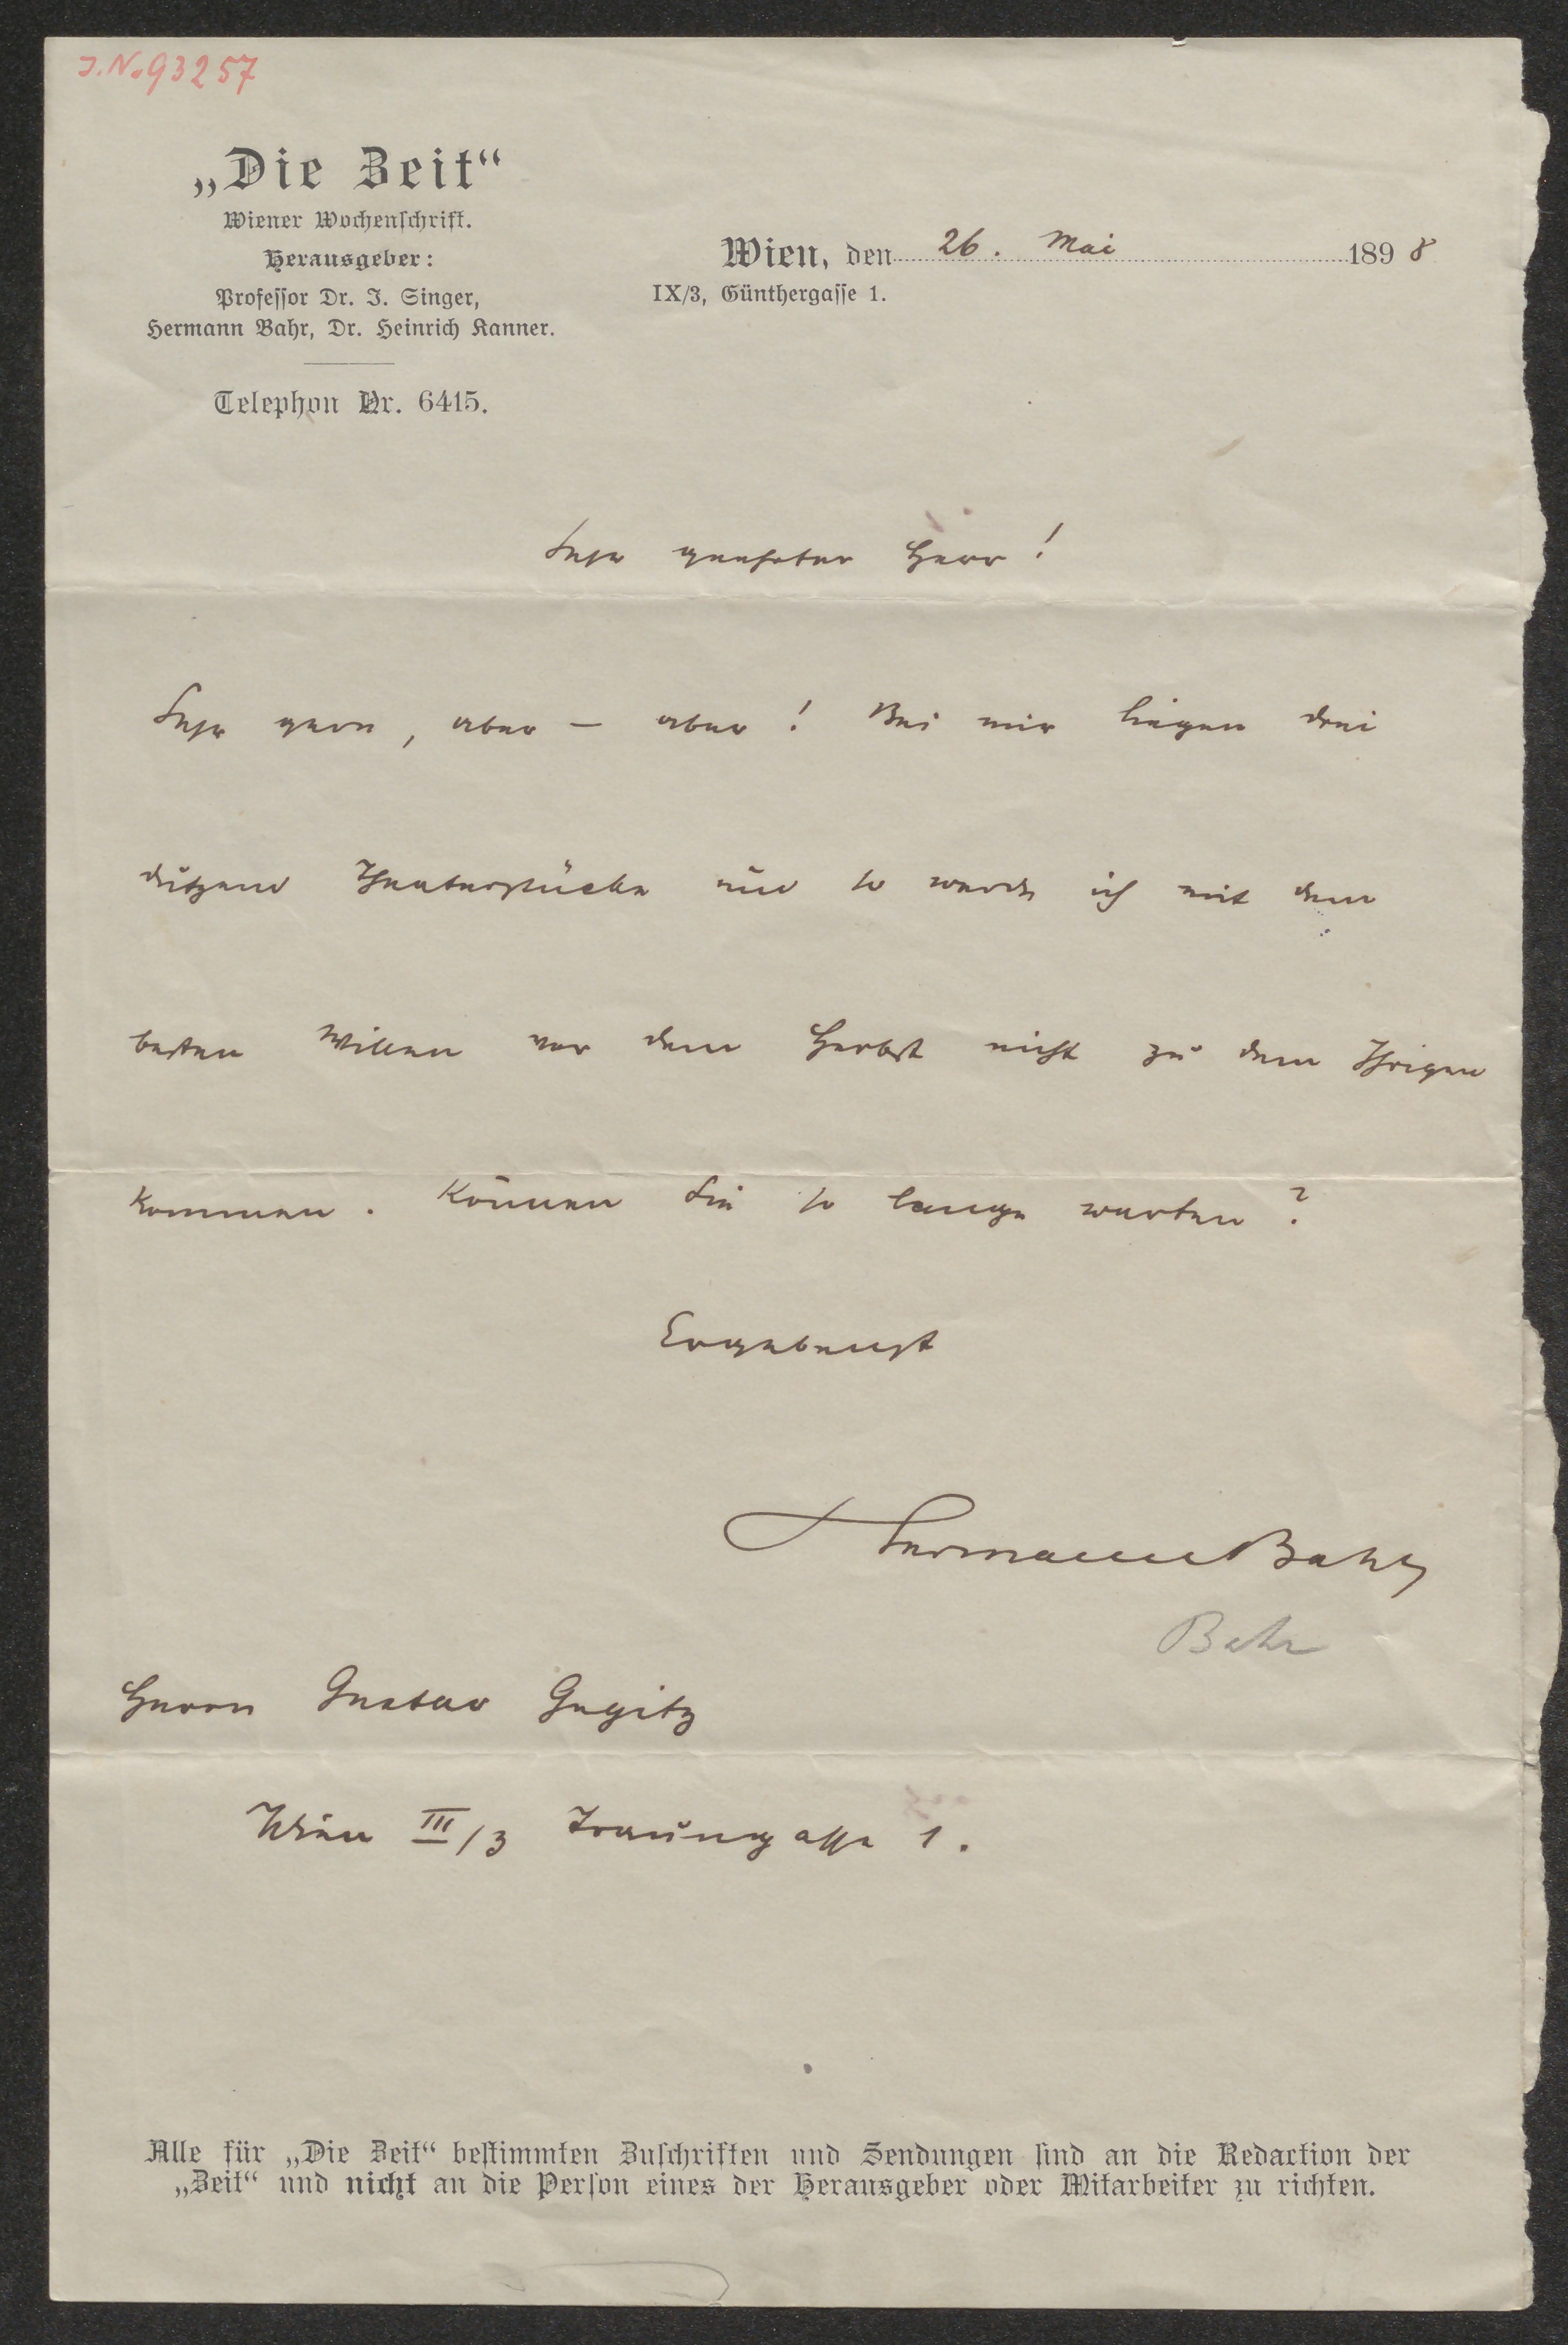 J.N.93257
„Die Zeit“
Wiener Wochenschrift.
Herausgeber:
Professor Dr. I. Singer,
Hermann Bahr, Dr. Heinrich Kanner.
Telephon Nr. 6415.
Wien, den 26. Mai 1898
IX/3, Günthergasse 1.
Sehr geehrter Herr!
Sehr gern, aber – aber! Bei mir liegen drei
dutzend Theaterstücke und so werde ich mit dem
besten Willen vor dem Herbst nicht zu dem Ihrigen
kommen. Können Sie so lange warten?
Ergebenst
Hermann Bahr
Bahr
Herrn Gustav Gugitz
Wien III/3 Traungasse 1.
Alle für „Die Zeit“ bestimmten Zuschriften und Sendungen sind an die Redaction der
„Zeit“ und nicht an die Person eines der Herausgeber oder Mitarbeiter zu richten.